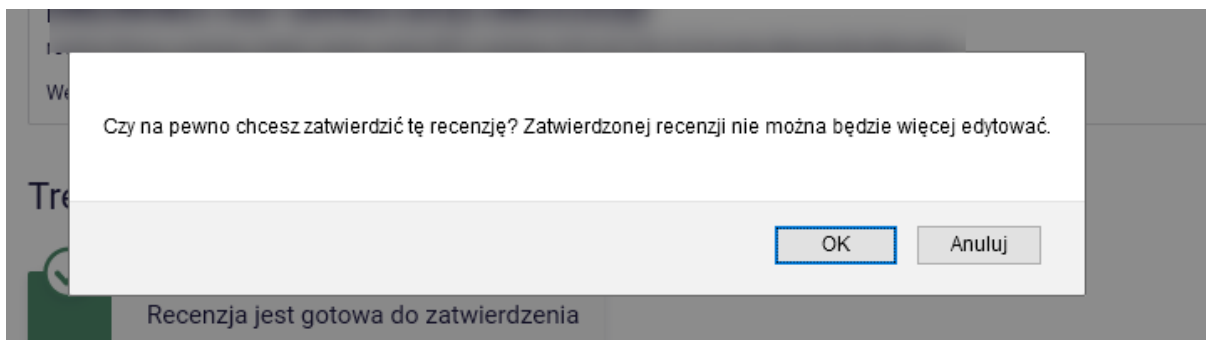 We
Czy na pewno chcesz zatwierdzić tę recenzję? Zatwierdzonej recenzji nie można będzie więcej edytować.
Tre
OK Anuluj
Recenzja jest gotowa do zatwierdzenia